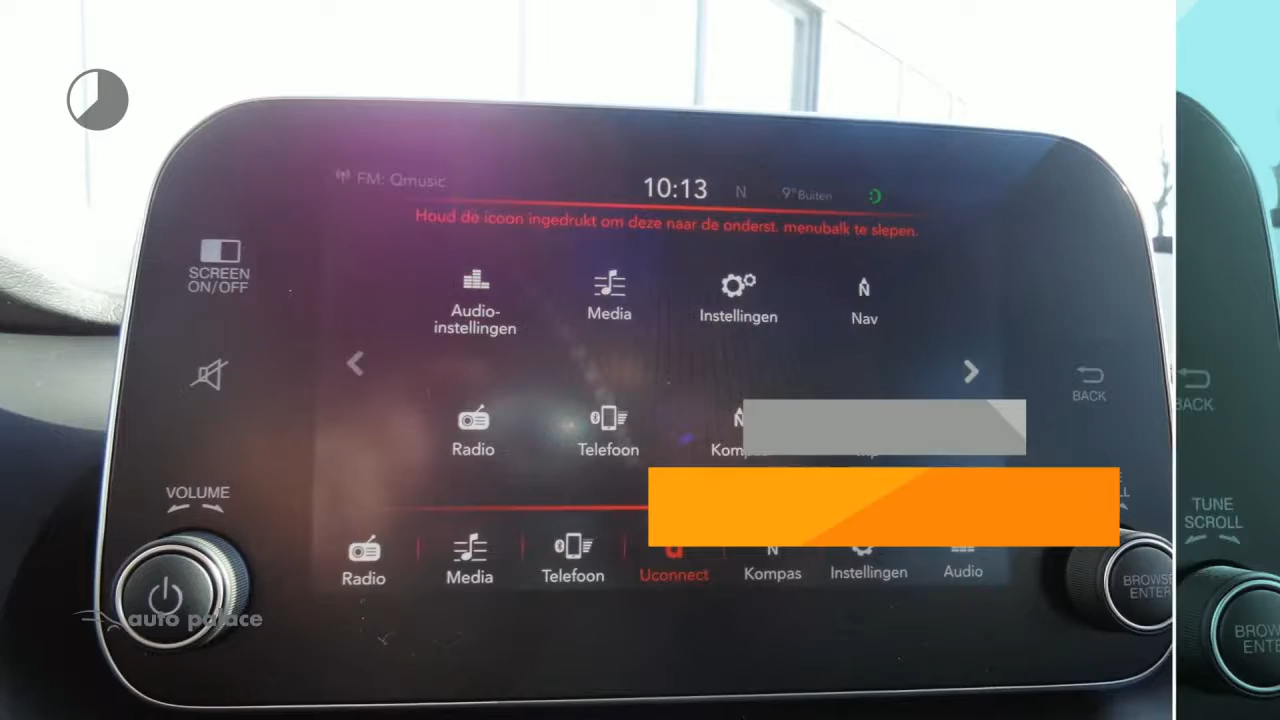 FM: Qmusic
10:13
N
9° Buiten
Houd de icoon ingedrukt om deze naar de onderst. menubalk te slepen.
SCREEN
ON/OFF
Audio-
instellingen
Media
Instellingen
N
Nav
BACK
BACK
Radio
Telefoon
N
VOLUME
TUNE
SCROLL
Radio
Media
Telefoon
Uconnect
N
Kompas
Instellingen
Audio
BROWSE
ENTER
auto palace